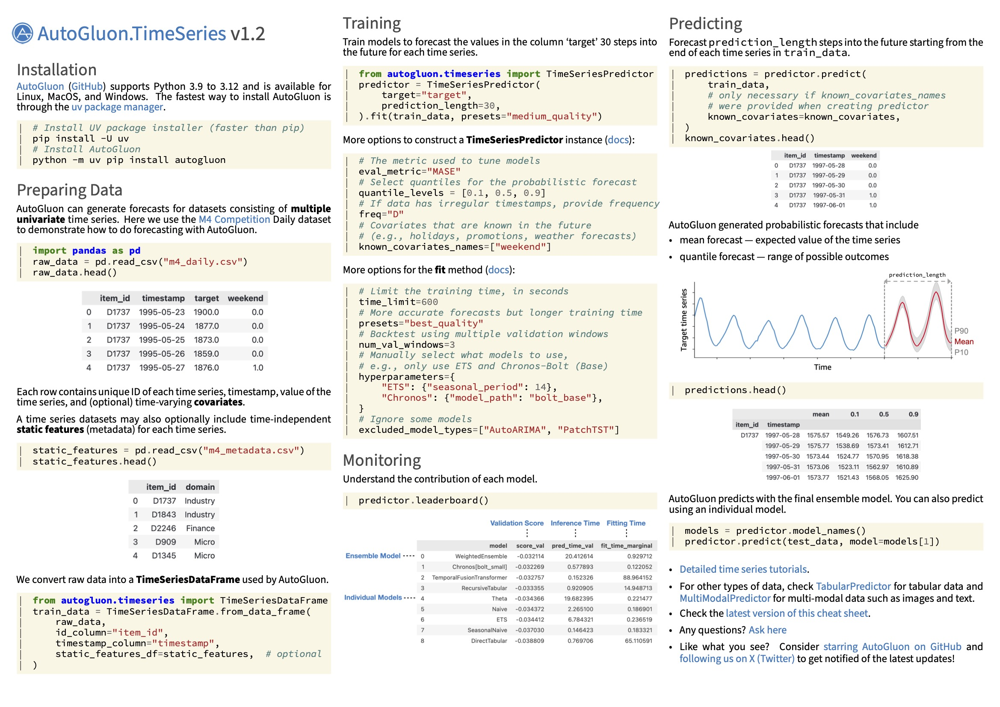 AutoGluon.TimeSeries v1.2
Installation
AutoGluon (GitHub) supports Python 3.9 to 3.12 and is available for
Linux, MacOS, and Windows. The fastest way to install AutoGluon is
through the uv package manager.
| # Install UV package installer (faster than pip)
| pip install -U uv
| # Install AutoGluon
| python -m uv pip install autogluon
Preparing Data
AutoGluon can generate forecasts for datasets consisting of multiple
univariate time series. Here we use the M4 Competition Daily dataset
to demonstrate how to do forecasting with AutoGluon.
| import pandas as pd
| raw_data = pd.read_csv("m4_daily.csv")
| raw_data.head()
item_id timestamp target weekend
0 D1737 1995-05-23 1900.0 0.0
1 D1737 1995-05-24 1877.0 0.0
2 D1737 1995-05-25 1873.0 0.0
3 D1737 1995-05-26 1859.0 0.0
4 D1737 1995-05-27 1876.0 1.0
Each row contains unique ID of each time series, timestamp, value of the
time series, and (optional) time-varying covariates.
A time series datasets may also optionally include time-independent
static features (metadata) for each time series.
| static_features = pd.read_csv("m4_metadata.csv")
| static_features.head()
item_id domain
0 D1737 Industry
1 D1843 Industry
2 D2246 Finance
3 D909 Micro
4 D1345 Micro
We convert raw data into a TimeSeriesDataFrame used by AutoGluon.
| from autogluon.timeseries import TimeSeriesDataFrame
| train_data = TimeSeriesDataFrame.from_data_frame(
|     raw_data,
|     id_column="item_id",
|     timestamp_column="timestamp",
|     static_features_df=static_features,  # optional
| )
Training
Train models to forecast the values in the column ‘target’ 30 steps into
the future for each time series.
| from autogluon.timeseries import TimeSeriesPredictor
| predictor = TimeSeriesPredictor(
|     target="target",
|     prediction_length=30,
| ).fit(train_data, presets="medium_quality")
More options to construct a TimeSeriesPredictor instance (docs):
| # The metric used to tune models
| eval_metric="MASE"
| # Select quantiles for the probabilistic forecast
| quantile_levels = [0.1, 0.5, 0.9]
| # If data has irregular timestamps, provide frequency
| freq="D"
| # Covariates that are known in the future
| # (e.g., holidays, promotions, weather forecasts)
| known_covariates_names=["weekend"]
More options for the fit method (docs):
| # Limit the training time, in seconds
| time_limit=600
| # More accurate forecasts but longer training time
| presets="best_quality"
| # Backtest using multiple validation windows
| num_val_windows=3
| # Manually select what models to use,
| # e.g., only use ETS and Chronos-Bolt (Base)
| hyperparameters={
|     "ETS": {"seasonal_period": 14},
|     "Chronos": {"model_path": "bolt_base"},
| }
| # Ignore some models
| excluded_model_types=["AutoARIMA", "PatchTST"]
Monitoring
Understand the contribution of each model.
| predictor.leaderboard()
Validation Score Inference Time Fitting Time
model score_val pred_time_val fit_time_marginal
Ensemble Model 0 WeightedEnsemble -0.032114 20.412614 0.929712
1 Chronos[bolt_small] -0.032269 0.577893 0.122052
2 TemporalFusionTransformer -0.032757 0.152326 88.964152
3 RecursiveTabular -0.033355 0.920905 14.948713
Individual Models 4 Theta -0.034366 19.682395 0.221477
5 Naive -0.034372 2.265100 0.186901
6 ETS -0.034412 6.784321 0.236519
7 SeasonalNaive -0.037030 0.146423 0.183321
8 DirectTabular -0.038809 0.769706 65.110591
Predicting
Forecast prediction_length steps into the future starting from the
end of each time series in train_data.
| predictions = predictor.predict(
|     train_data,
|     # only necessary if known_covariates_names
|     # were provided when creating predictor
|     known_covariates=known_covariates,
| )
| known_covariates.head()
item_id timestamp weekend
0 D1737 1997-05-28 0.0
1 D1737 1997-05-29 0.0
2 D1737 1997-05-30 0.0
3 D1737 1997-05-31 1.0
4 D1737 1997-06-01 1.0
AutoGluon generated probabilistic forecasts that include
• mean forecast — expected value of the time series
• quantile forecast — range of possible outcomes
prediction_length
Target time series
P90
Mean
P10
Time
| predictions.head()
mean 0.1 0.5 0.9
item_id timestamp
D1737 1997-05-28 1575.57 1549.26 1576.73 1607.51
1997-05-29 1575.77 1538.69 1573.41 1612.71
1997-05-30 1573.44 1524.77 1570.95 1618.38
1997-05-31 1573.06 1523.11 1562.97 1610.89
1997-06-01 1573.77 1521.43 1568.05 1625.90
AutoGluon predicts with the final ensemble model. You can also predict
using an individual model.
| models = predictor.model_names()
| predictor.predict(test_data, model=models[1])
• Detailed time series tutorials.
• For other types of data, check TabularPredictor for tabular data and
MultiModalPredictor for multi-modal data such as images and text.
• Check the latest version of this cheat sheet.
• Any questions? Ask here
• Like what you see? Consider starring AutoGluon on GitHub and
following us on X (Twitter) to get notified of the latest updates!